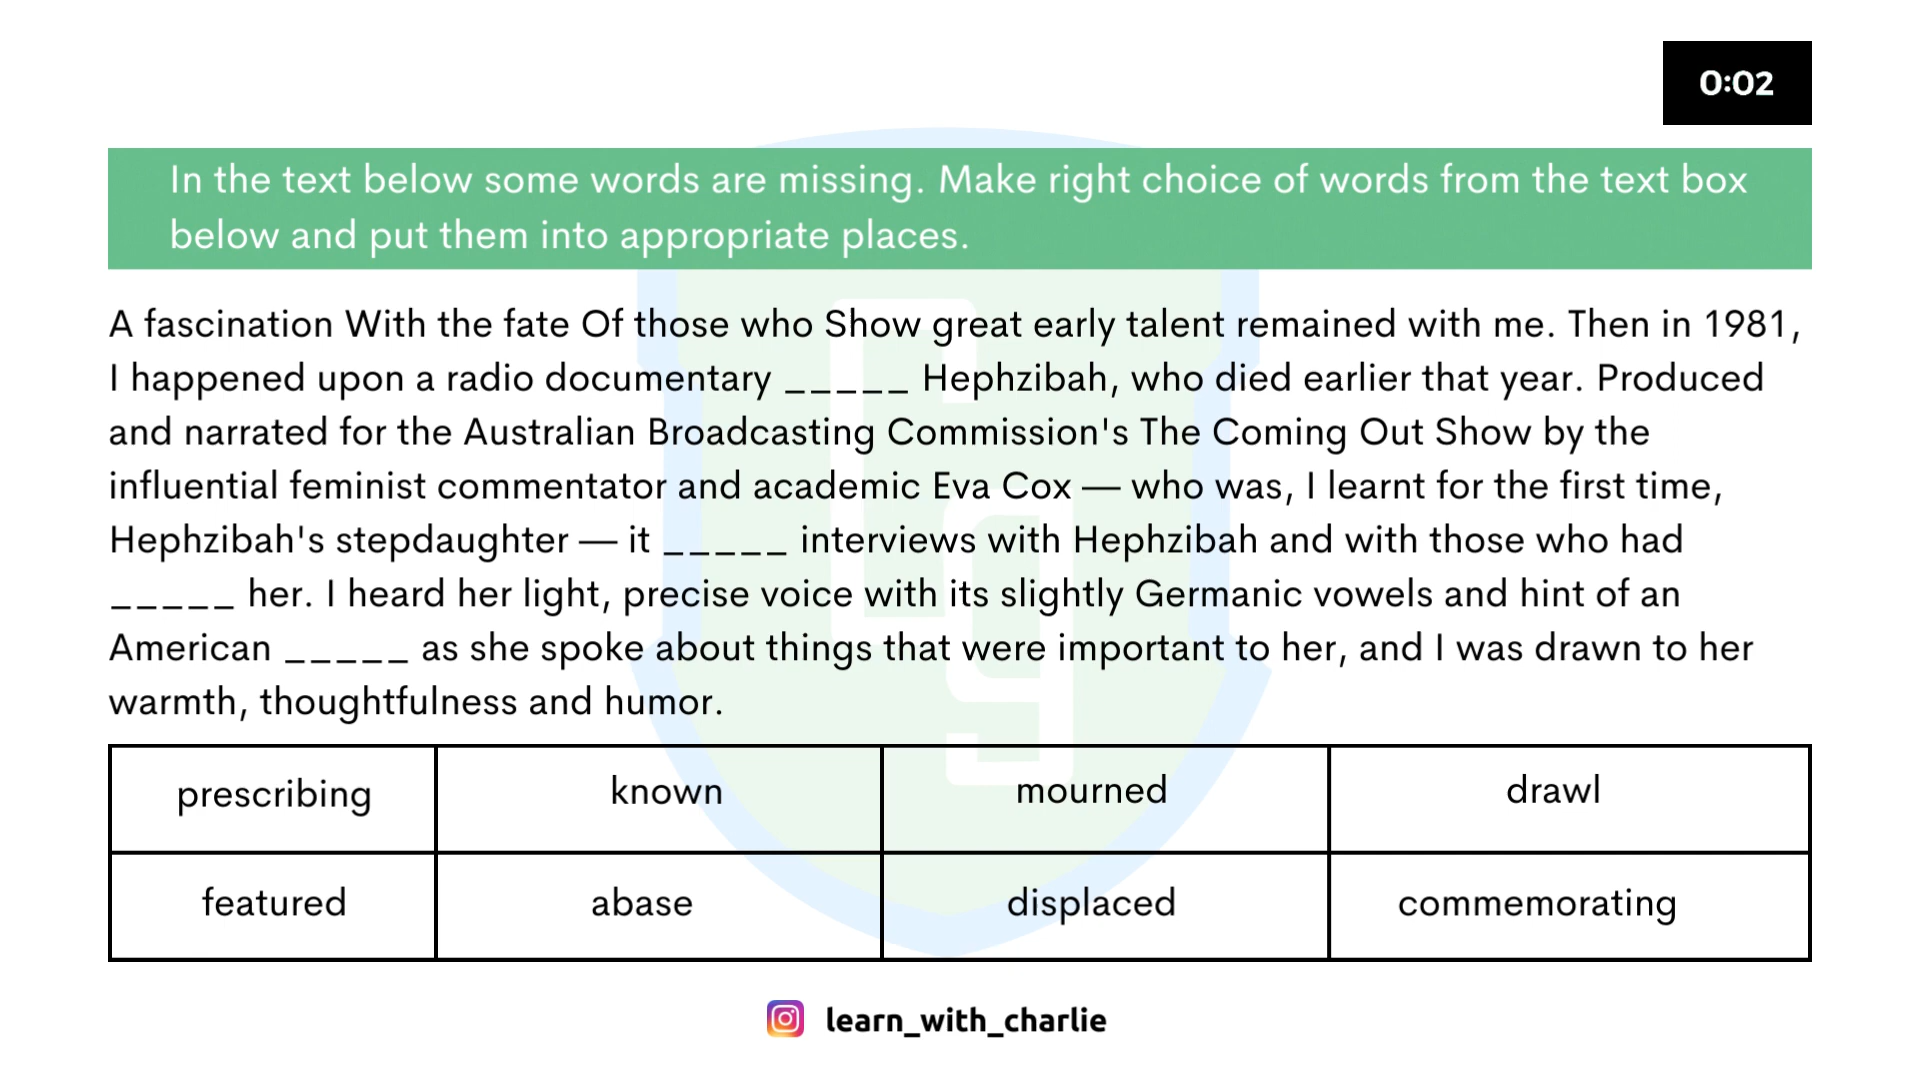 0:02
In the text below some words are missing. Make right choice of words from the text box
below and put them into appropriate places.
A fascination With the fate Of those who Show great early talent remained with me. Then in 1981,
I happened upon a radio documentary _____ Hephzibah, who died earlier that year. Produced
and narrated for the Australian Broadcasting Commission's The Coming Out Show by the
influential feminist commentator and academic Eva Cox — who was, I learnt for the first time,
Hephzibah's stepdaughter — it _____ interviews with Hephzibah and with those who had
_____ her. I heard her light, precise voice with its slightly Germanic vowels and hint of an
American _____ as she spoke about things that were important to her, and I was drawn to her
warmth, thoughtfulness and humor.
prescribing known mourned drawl
featured abase displaced commemorating
learn_with_charlie